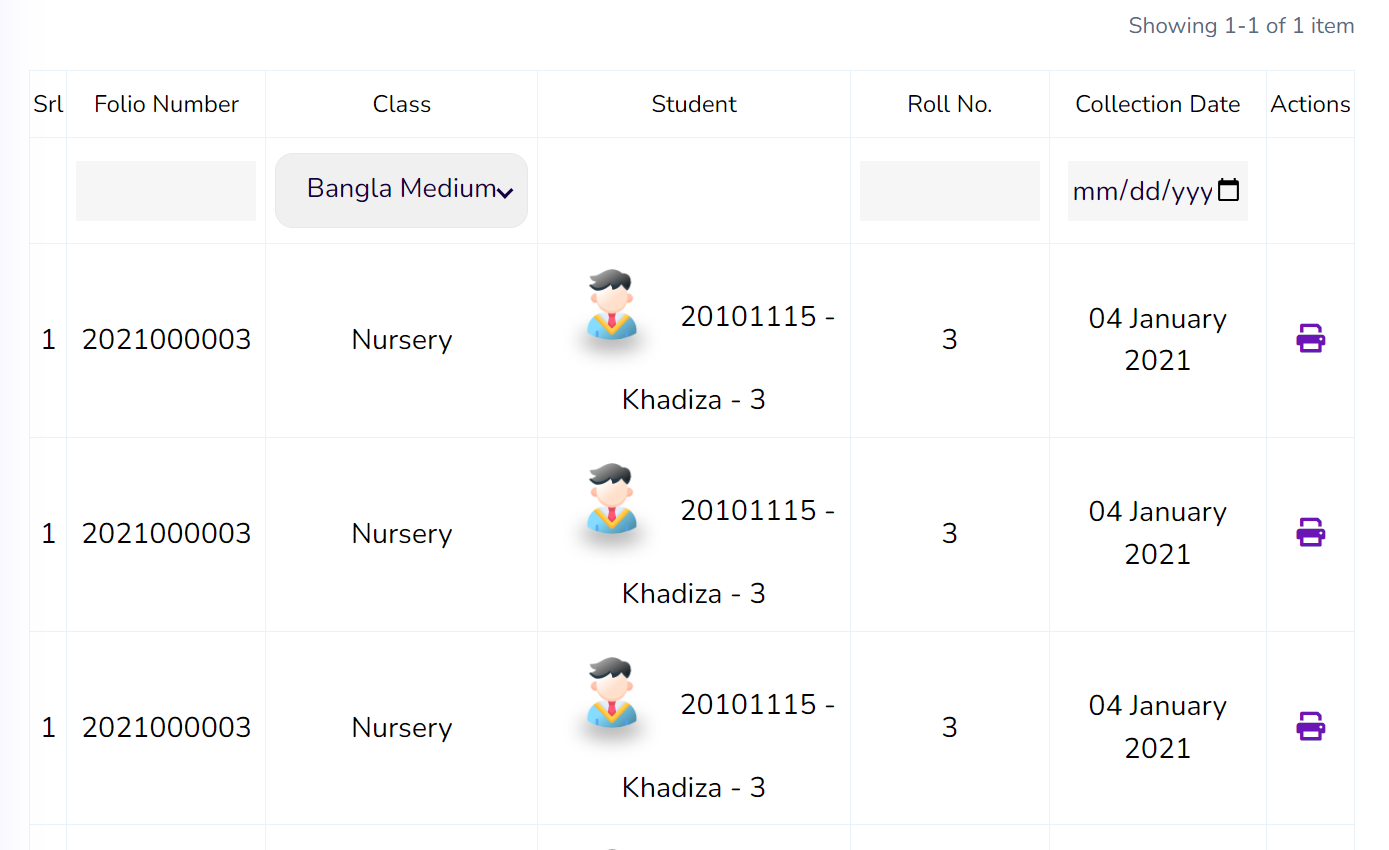 Showing 1-1 of 1 item
Srl Folio Number Class Student Roll No. Collection Date Actions
Bangla Medium mm/dd/yyy
1 2021000003 Nursery 20101115 - Khadiza - 3 3 04 January 2021
1 2021000003 Nursery 20101115 - Khadiza - 3 3 04 January 2021
1 2021000003 Nursery 20101115 - Khadiza - 3 3 04 January 2021